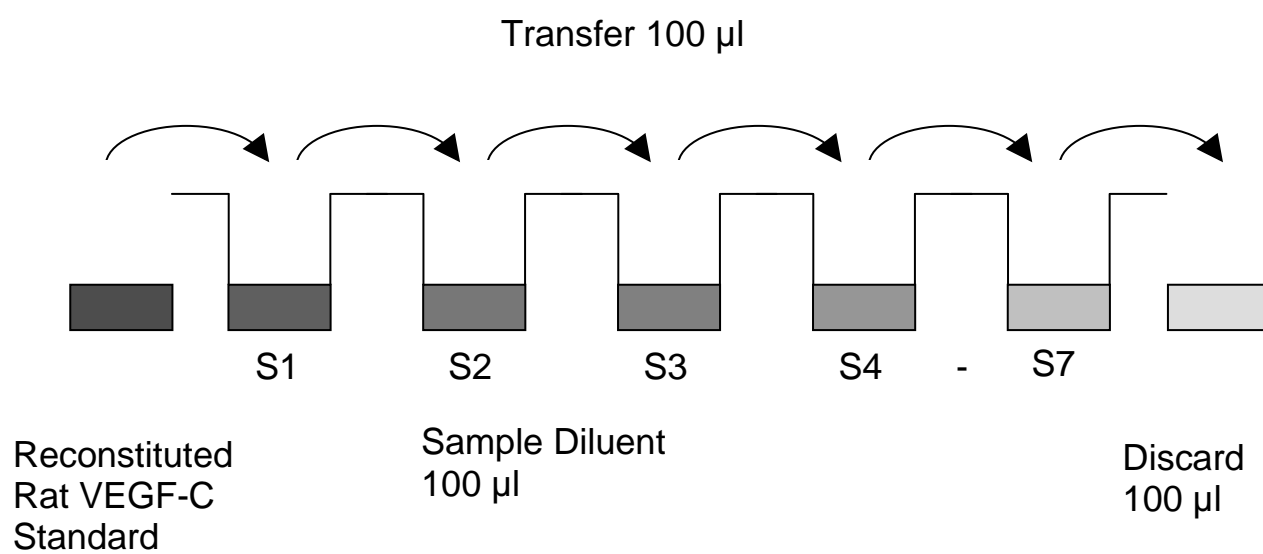 Transfer 100 µl
S1 S2 S3 S4 - S7
Reconstituted
Rat VEGF-C
Standard
Sample Diluent
100 µl
Discard
100 µl